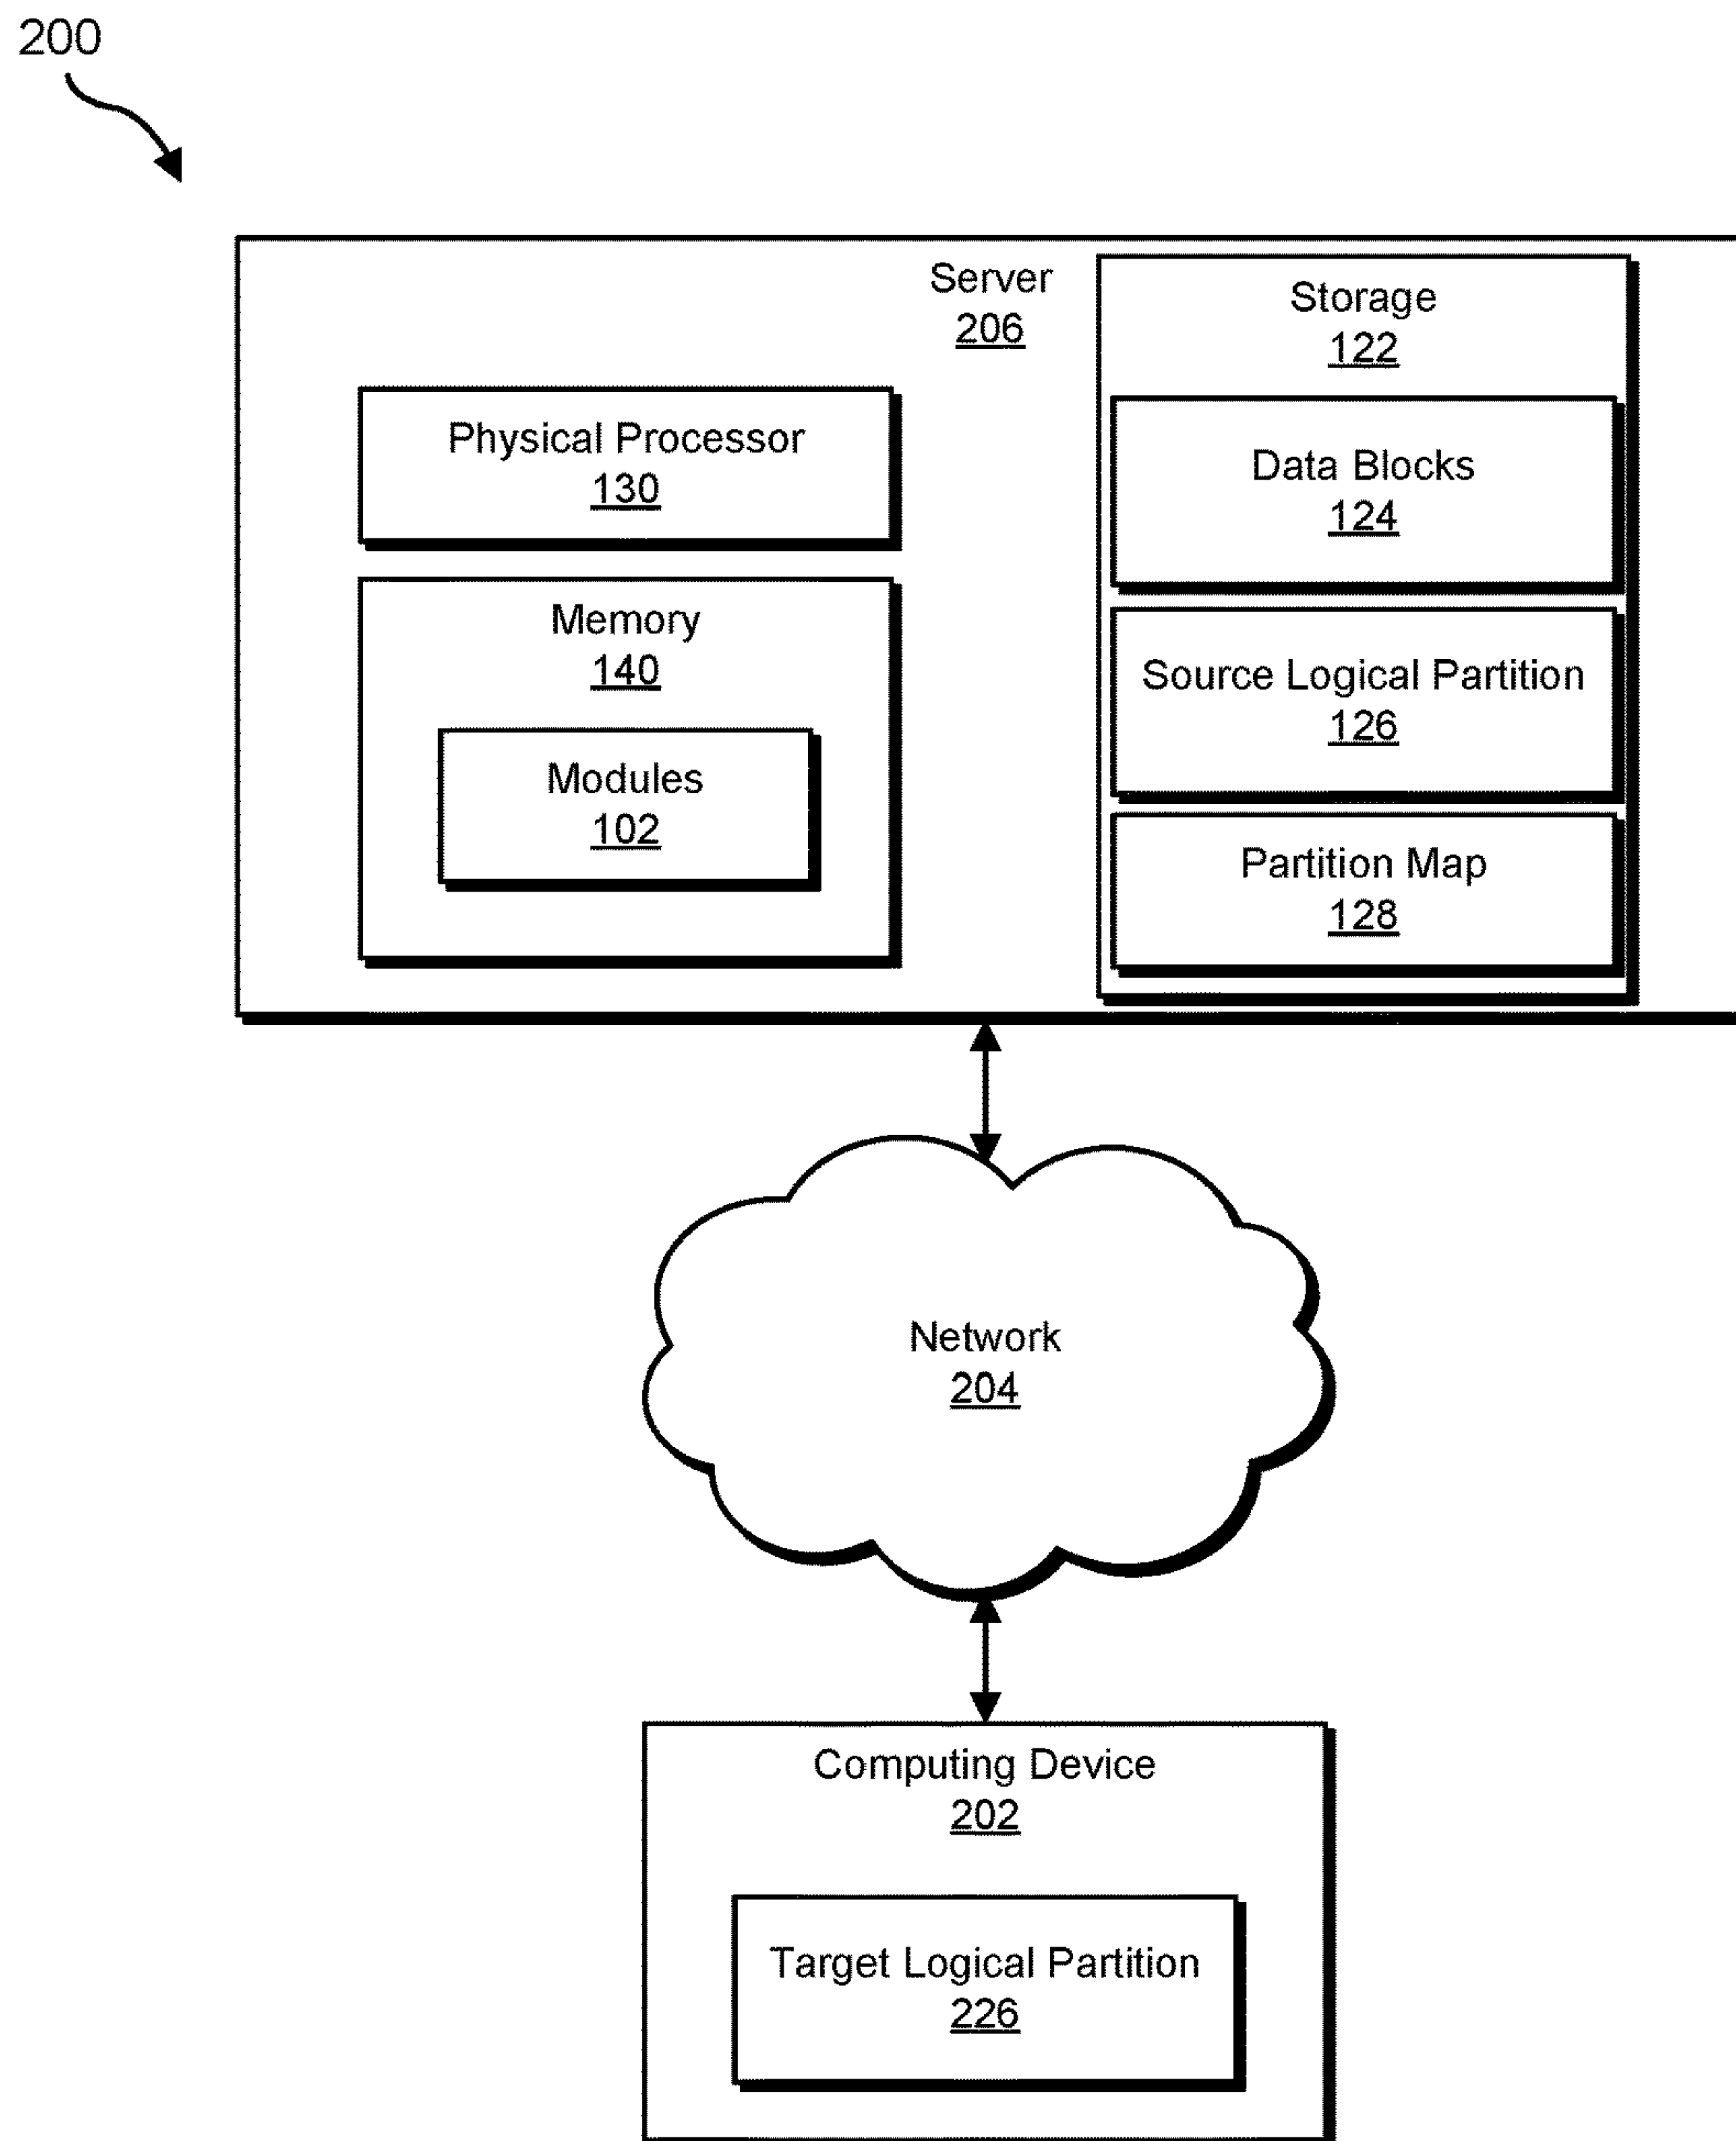 200
Server
206
Physical Processor
130
Memory
140
Modules
102
Storage
122
Data Blocks
124
Source Logical Partition
126
Partition Map
128
Network
204
Computing Device
202
Target Logical Partition
226